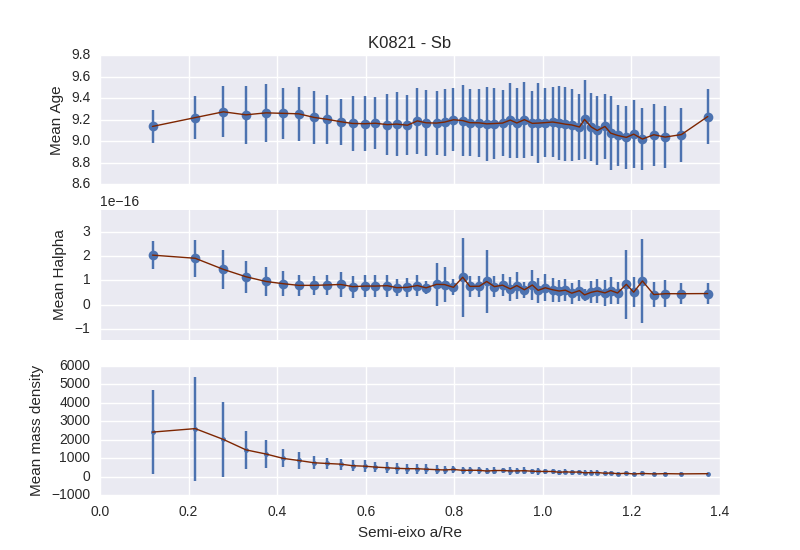 K0821 - Sb
9.8
9.6
9.4
9.2
9.0
8.8
8.6
Mean Age
1e−16
3
2
1
0
−1
Mean Halpha
6000
5000
4000
3000
2000
1000
0
−1000
Mean mass density
0.0 0.2 0.4 0.6 0.8 1.0 1.2 1.4
Semi-eixo a/Re